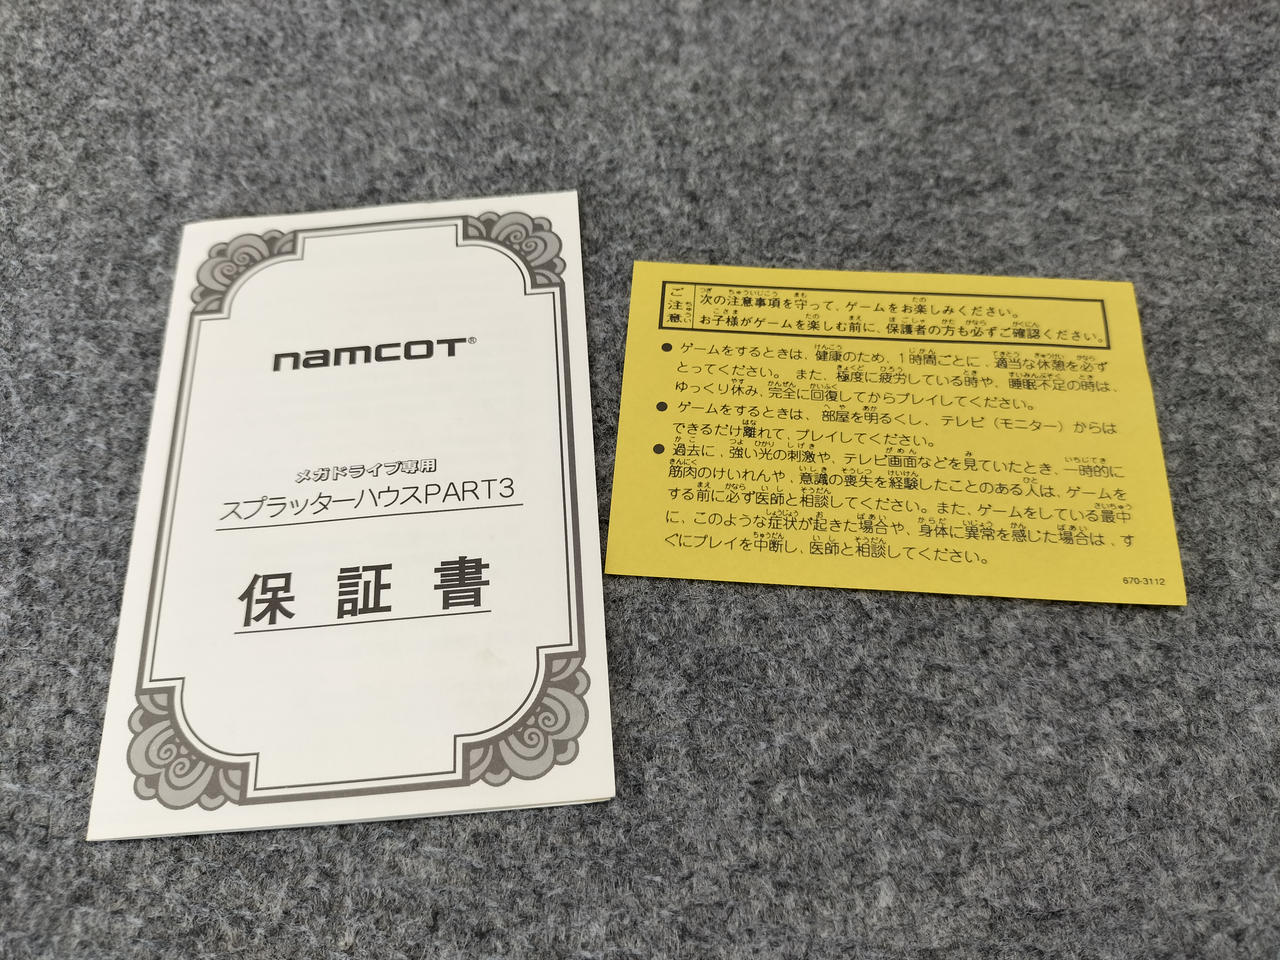 namcot®
メガドライブ専用
スプラッターハウスPART3
保証書
ご注意
次の注意事項を守って、ゲームをお楽しみください。
お子様がゲームを楽しむ前に、保護者の方も必ずご確認ください。
● ゲームをするときは、健康のため、1時間ごとに、適当な休憩を必ず
とってください。また、極度に疲労している時や、睡眠不足の時は、
ゆっくり休み、完全に回復してからプレイしてください。
● ゲームをするときは、部屋を明るくし、テレビ（モニター）からは
できるだけ離れて、プレイしてください。
● 過去に、強い光の刺激や、テレビ画面などを見ていたとき、一時的に
筋肉のけいれんや、意識の喪失を経験したことのある人は、ゲームを
する前に必ず医師と相談してください。また、ゲームをしている最中
に、このような症状が起きた場合や、身体に異常を感じた場合は、す
ぐにプレイを中断し、医師と相談してください。
670-3112